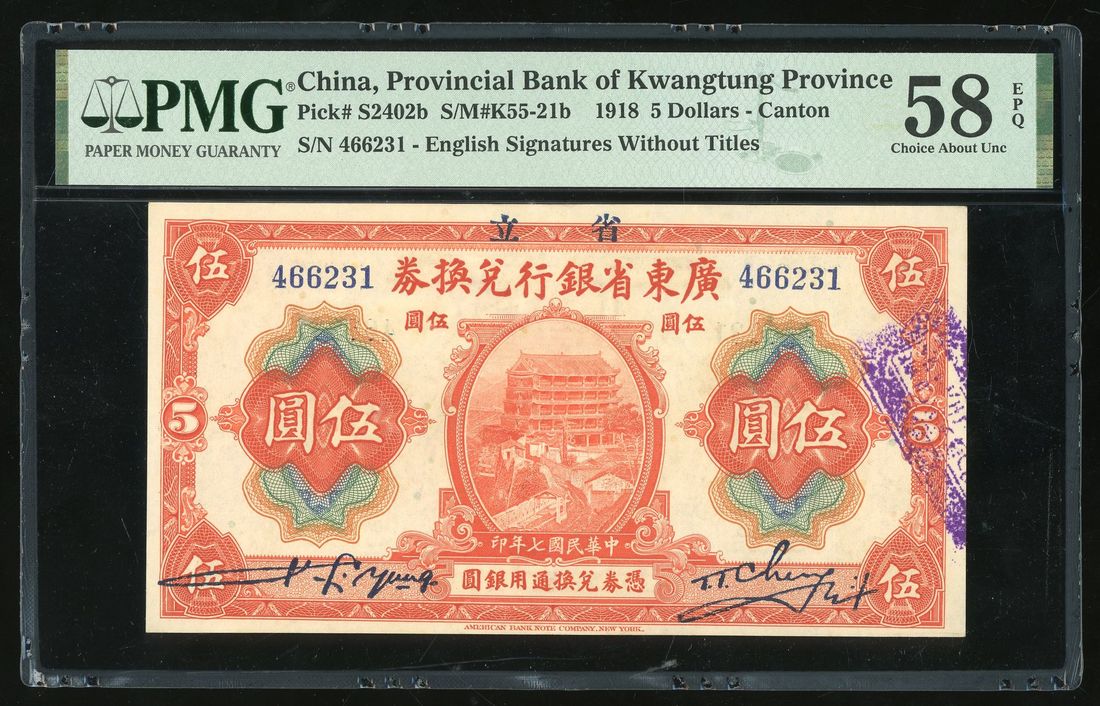 PMG®
PAPER MONEY GUARANTY
China, Provincial Bank of Kwangtung Province
Pick# S2402b S/M#K55-21b 1918 5 Dollars - Canton
S/N 466231 - English Signatures Without Titles
58
EPQ
Choice About Unc
省立
伍
伍
466231
廣東省銀行兌換券
466231
伍圓
伍圓
伍圓
伍圓
5
5
中華民國七年印
憑券兌換通用銀圓
伍
伍
AMERICAN BANK NOTE COMPANY, NEW YORK.